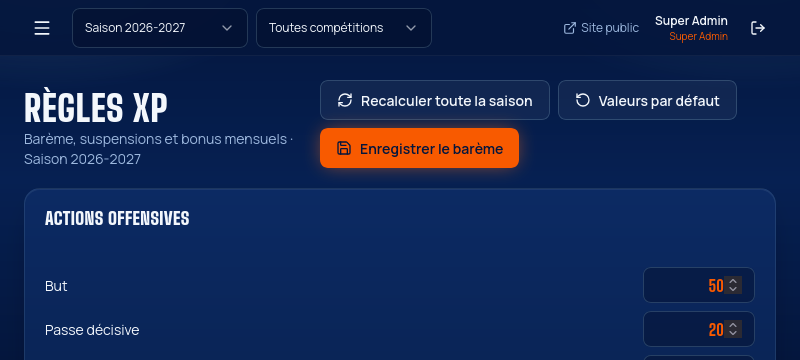 Saison 2026-2027
Toutes compétitions
Site public
Super Admin
Super Admin
RÈGLES XP
Barème, suspensions et bonus mensuels ·
Saison 2026-2027
Recalculer toute la saison
Valeurs par défaut
Enregistrer le barème
ACTIONS OFFENSIVES
But
50
Passe décisive
20